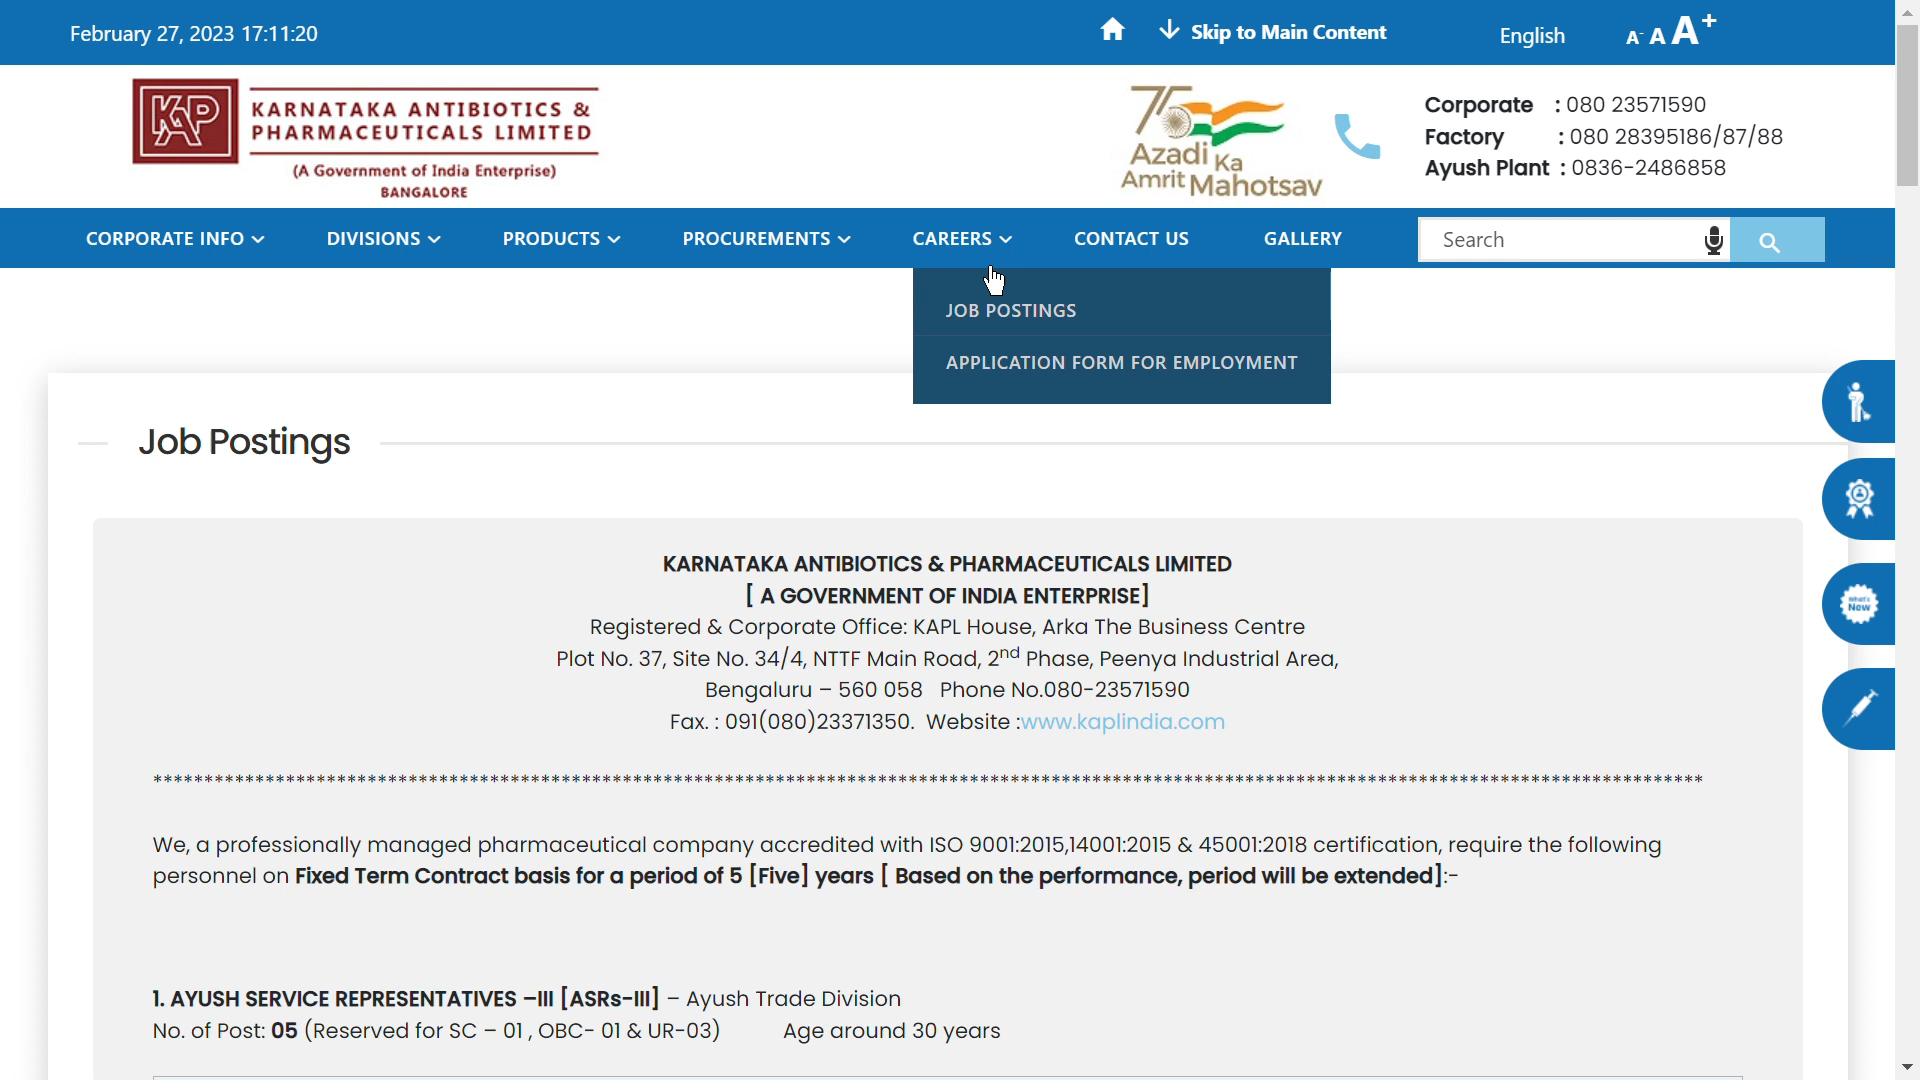 February 27, 2023 17:11:20
Skip to Main Content
English
A- A A+
KAP
KARNATAKA ANTIBIOTICS &
PHARMACEUTICALS LIMITED
(A Government of India Enterprise)
BANGALORE
75
Azadi Ka
Amrit Mahotsav
Corporate : 080 23571590
Factory : 080 28395186/87/88
Ayush Plant : 0836-2486858
CORPORATE INFO DIVISIONS PRODUCTS PROCUREMENTS CAREERS CONTACT US GALLERY Search
JOB POSTINGS
APPLICATION FORM FOR EMPLOYMENT
Job Postings
What's
New
KARNATAKA ANTIBIOTICS & PHARMACEUTICALS LIMITED
[ A GOVERNMENT OF INDIA ENTERPRISE]
Registered & Corporate Office: KAPL House, Arka The Business Centre
Plot No. 37, Site No. 34/4, NTTF Main Road, 2nd Phase, Peenya Industrial Area,
Bengaluru – 560 058 Phone No.080-23571590
Fax. : 091(080)23371350. Website :www.kaplindia.com
**********************************************************************************************************************************************************
We, a professionally managed pharmaceutical company accredited with ISO 9001:2015,14001:2015 & 45001:2018 certification, require the following
personnel on Fixed Term Contract basis for a period of 5 [Five] years [ Based on the performance, period will be extended]:-
1. AYUSH SERVICE REPRESENTATIVES –III [ASRs-III] – Ayush Trade Division
No. of Post: 05 (Reserved for SC – 01 , OBC- 01 & UR-03) Age around 30 years